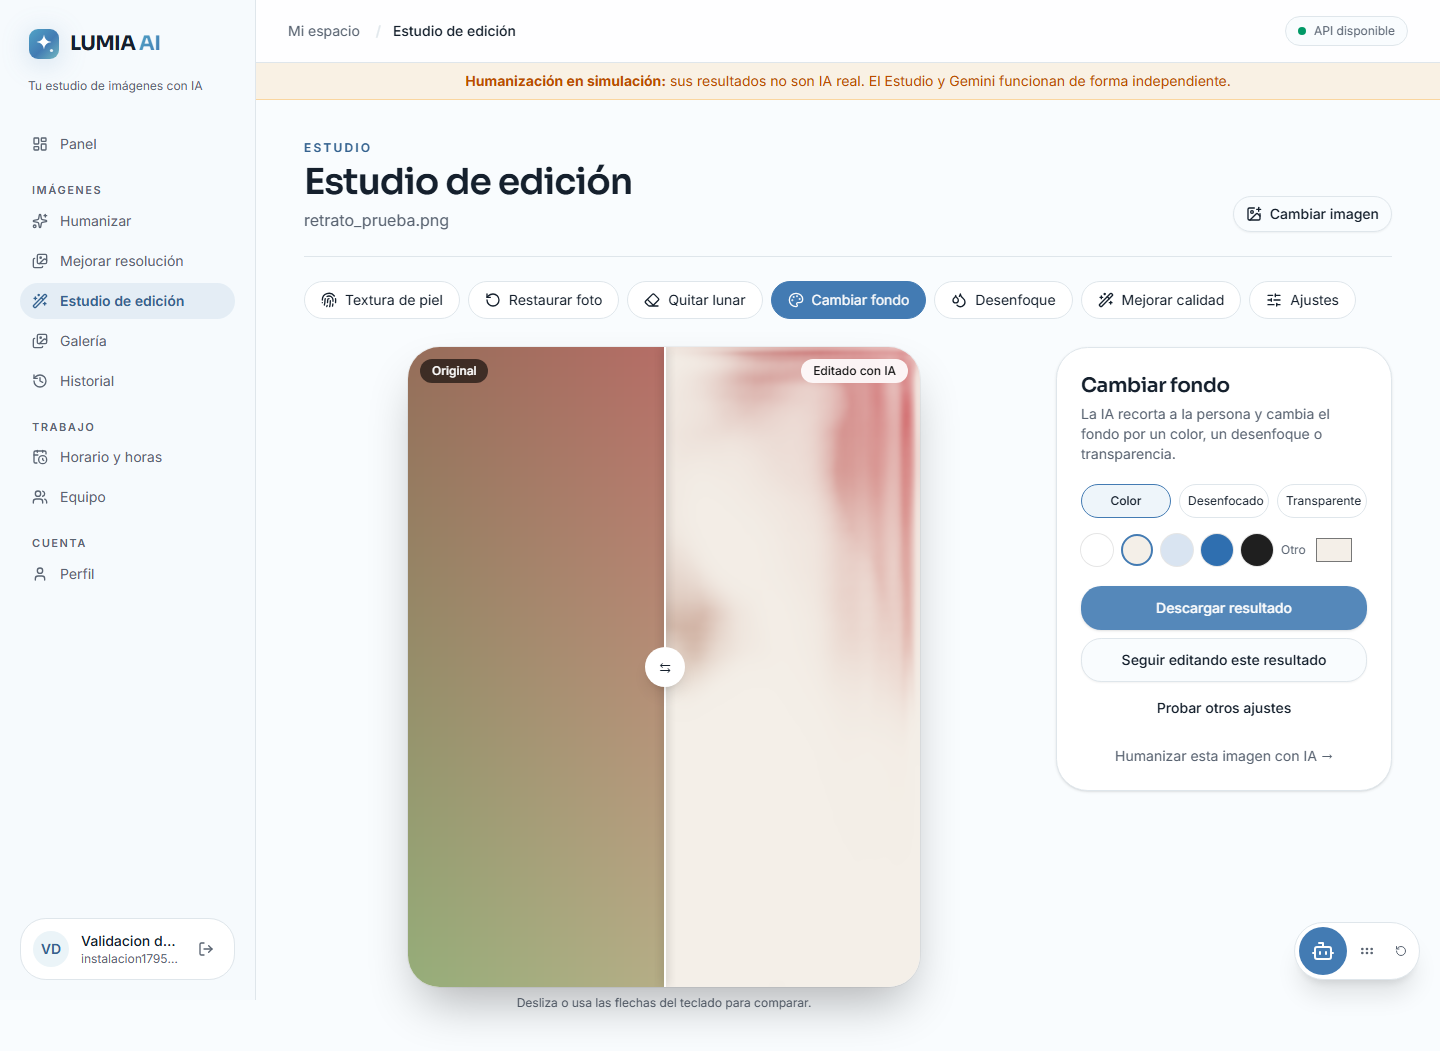 LUMIA AI
Tu estudio de imágenes con IA
Panel
IMÁGENES
Humanizar
Mejorar resolución
Estudio de edición
Galería
Historial
TRABAJO
Horario y horas
Equipo
CUENTA
Perfil
VD
Validacion d...
instalacion1795...
Mi espacio / Estudio de edición
API disponible
Humanización en simulación: sus resultados no son IA real. El Estudio y Gemini funcionan de forma independiente.
ESTUDIO
Estudio de edición
retrato_prueba.png
Cambiar imagen
Textura de piel
Restaurar foto
Quitar lunar
Cambiar fondo
Desenfoque
Mejorar calidad
Ajustes
Original
Editado con IA
Desliza o usa las flechas del teclado para comparar.
Cambiar fondo
La IA recorta a la persona y cambia el
fondo por un color, un desenfoque o
transparencia.
Color
Desenfocado
Transparente
Otro
Descargar resultado
Seguir editando este resultado
Probar otros ajustes
Humanizar esta imagen con IA →